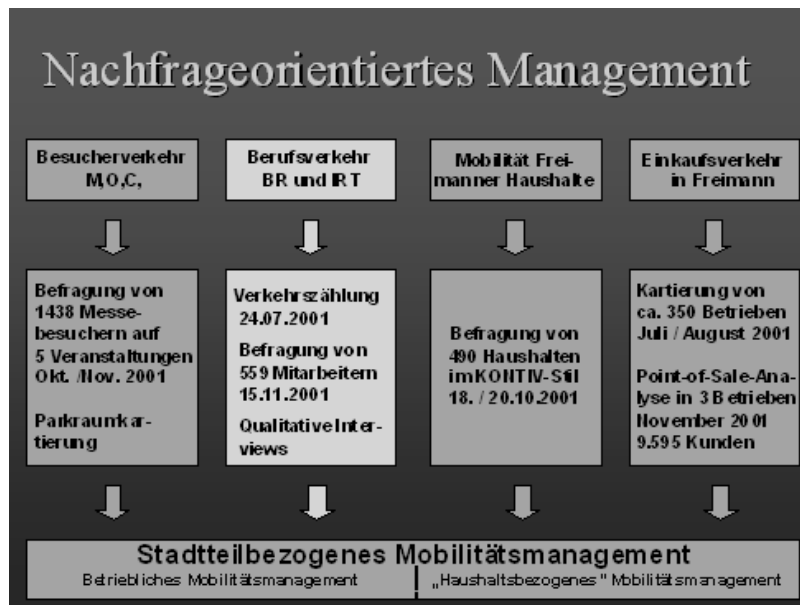 Nachfrageorientiertes Management
Besucherverkehr
M,O,C,
Berufsverkehr
BR und IRT
Mobilität Frei-
manner Haushalte
Einkaufsverkehr
in Freimann
Befragung von
1438 Messe-
besuchern auf
5 Veranstaltungen
Okt. /Nov. 2001
Parkraumkar-
tierung
Verkehrszählung
24.07.2001
Befragung von
559 Mitarbeitern
15.11.2001
Qualitative Inter-
views
Befragung von
490 Haushalten
im KONTIV-Stil
18. / 20.10.2001
Kartierung von
ca. 350 Betrieben
Juli / August 2001
Point-of-Sale-Ana-
lyse in 3 Betrieben
November 2001
9.595 Kunden
Stadtteilbezogenes Mobilitätsmanagement
Betriebliches Mobilitätsmanagement
„Haushaltsbezogenes" Mobilitätsmanagement